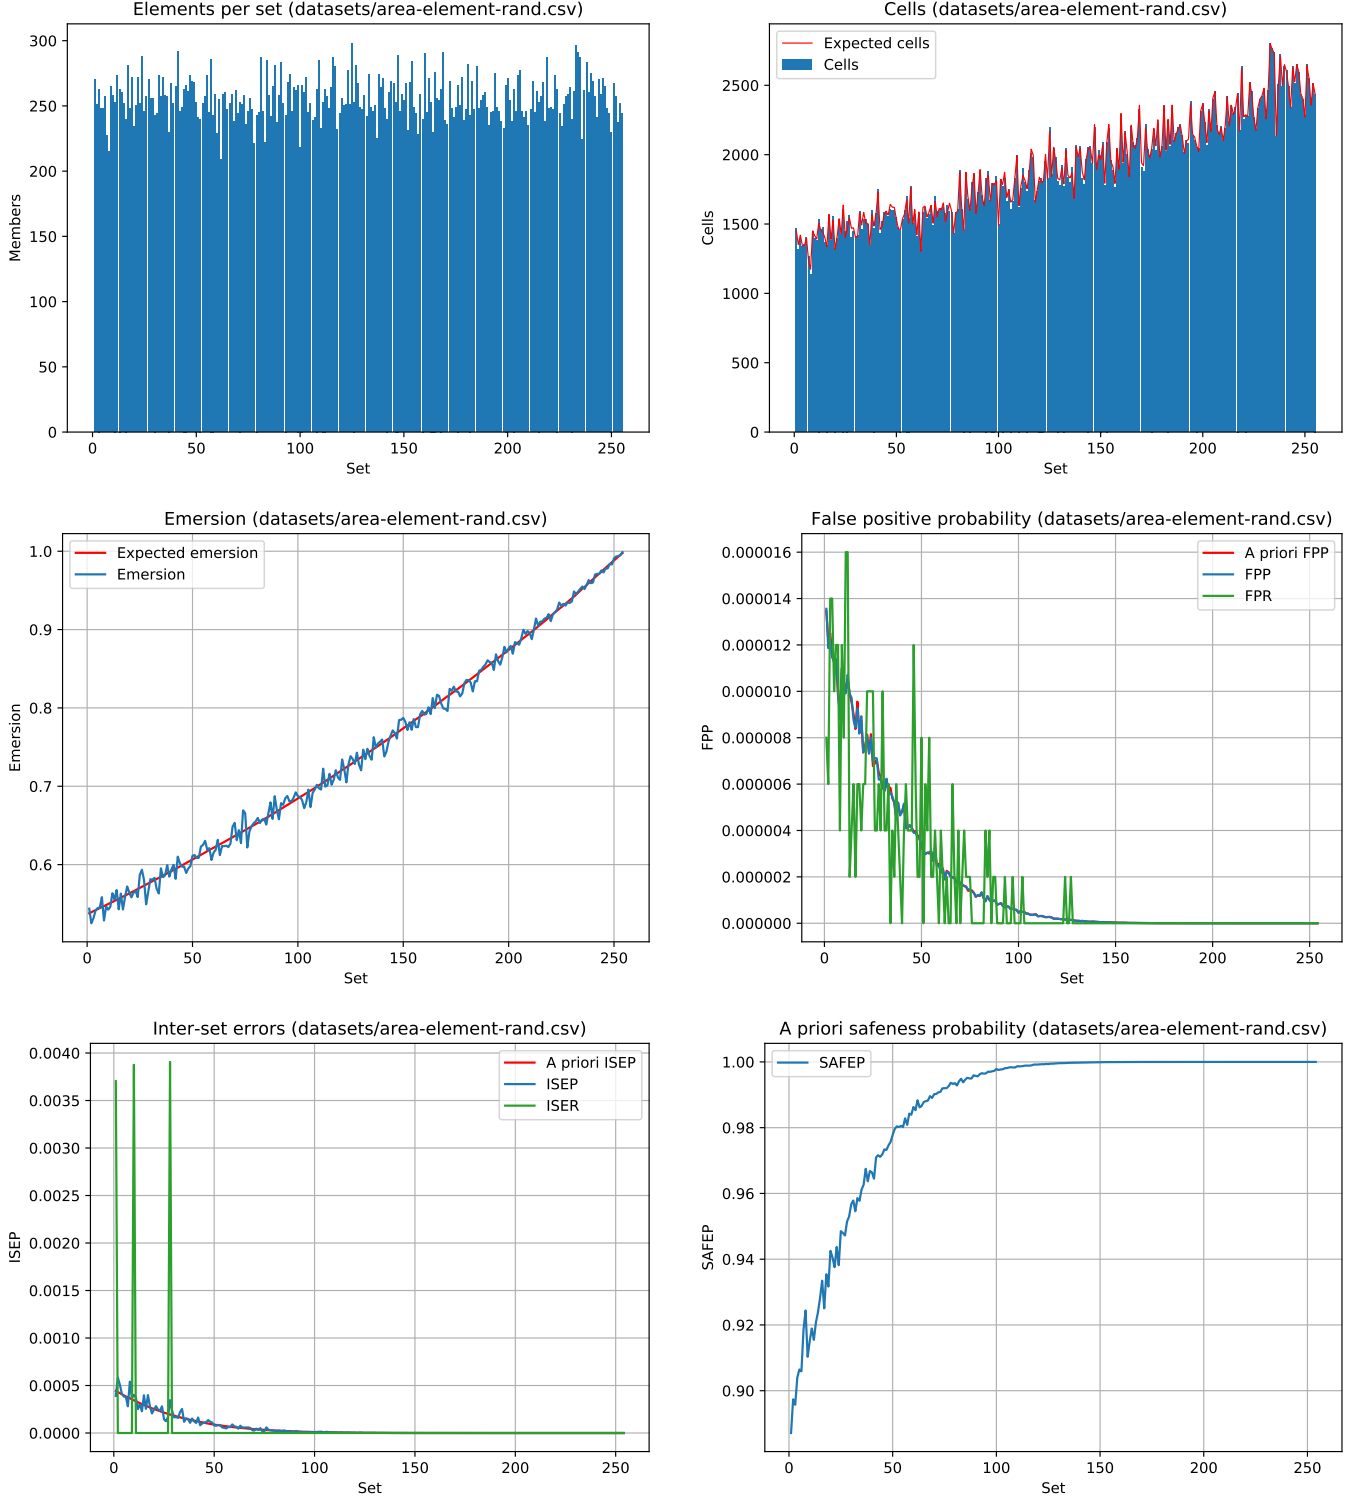 Elements per set (datasets/area-element-rand.csv)
300
250
200
150
100
50
0
Members
0 50 100 150 200 250
Set
Cells (datasets/area-element-rand.csv)
Expected cells
Cells
2500
2000
1500
1000
500
0
Cells
0 50 100 150 200 250
Set
Emersion (datasets/area-element-rand.csv)
Expected emersion
Emersion
1.0
0.9
0.8
0.7
0.6
Emersion
0 50 100 150 200 250
Set
False positive probability (datasets/area-element-rand.csv)
A priori FPP
FPP
FPR
0.000016
0.000014
0.000012
0.000010
0.000008
0.000006
0.000004
0.000002
0.000000
FPP
0 50 100 150 200 250
Set
Inter-set errors (datasets/area-element-rand.csv)
A priori ISEP
ISEP
ISER
0.0040
0.0035
0.0030
0.0025
0.0020
0.0015
0.0010
0.0005
0.0000
ISEP
0 50 100 150 200 250
Set
A priori safeness probability (datasets/area-element-rand.csv)
SAFEP
1.00
0.98
0.96
0.94
0.92
0.90
SAFEP
0 50 100 150 200 250
Set